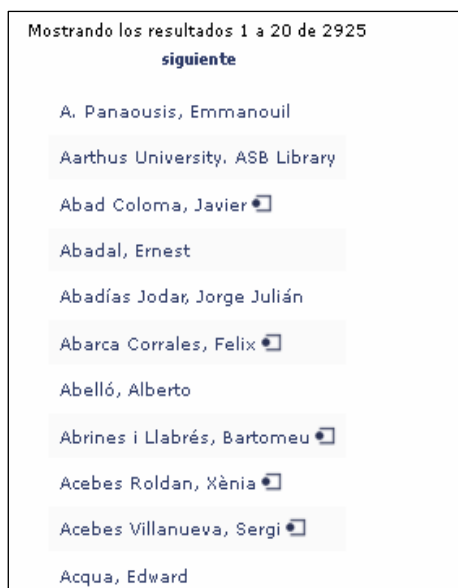 Mostrando los resultados 1 a 20 de 2925
siguiente
A. Panaousis, Emmanouil
Aarthus University. ASB Library
Abad Coloma, Javier
Abadal, Ernest
Abadías Jodar, Jorge Julián
Abarca Corrales, Felix
Abelló, Alberto
Abrines i Llabrés, Bartomeu
Acebes Roldan, Xènia
Acebes Villanueva, Sergi
Acqua, Edward